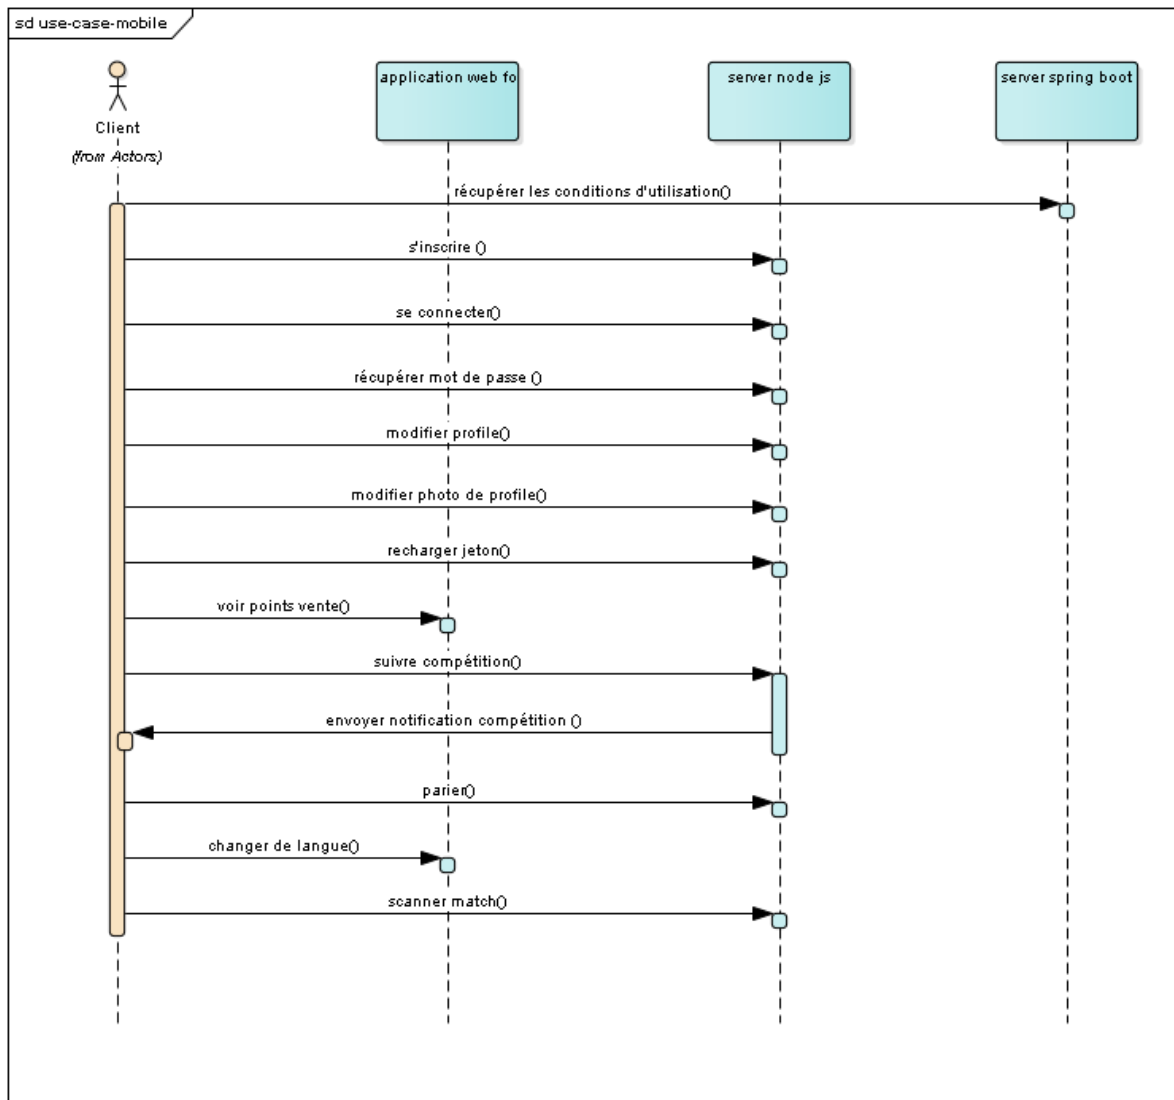 sd use-case-mobile
Client
(from Actors)
application web fo
server node js
server spring boot
récupérer les conditions d'utilisation()
s'inscrire ()
se connecter()
récupérer mot de passe ()
modifier profile()
modifier photo de profile()
recharger jeton()
voir points vente()
suivre compétition()
envoyer notification compétition ()
parier()
changer de langue()
scanner match()